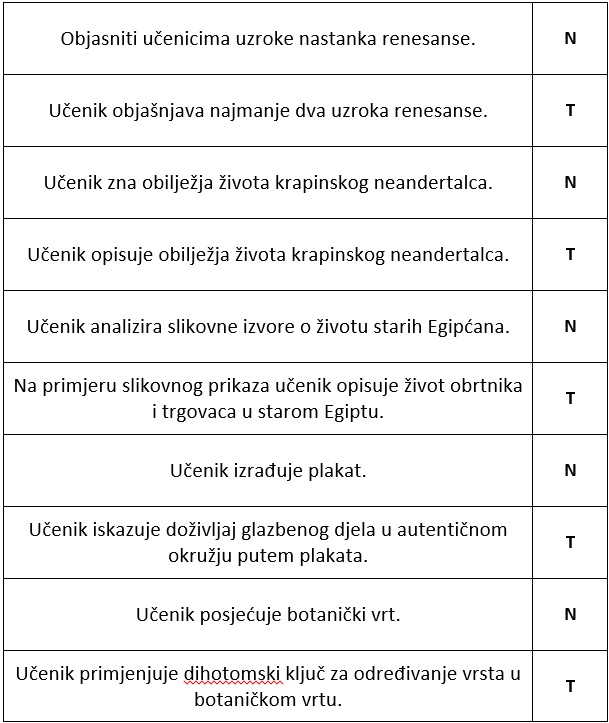 Objasniti učenicima uzroke nastanka renesanse. N
Učenik objašnjava najmanje dva uzroka renesanse. T
Učenik zna obilježja života krapinskog neandertalca. N
Učenik opisuje obilježja života krapinskog neandertalca. T
Učenik analizira slikovne izvore o životu starih Egipćana. N
Na primjeru slikovnog prikaza učenik opisuje život obrtnika
i trgovaca u starom Egiptu. T
Učenik izrađuje plakat. N
Učenik iskazuje doživljaj glazbenog djela u autentičnom
okružju putem plakata. T
Učenik posjećuje botanički vrt. N
Učenik primjenjuje dihotomski ključ za određivanje vrsta u
botaničkom vrtu. T